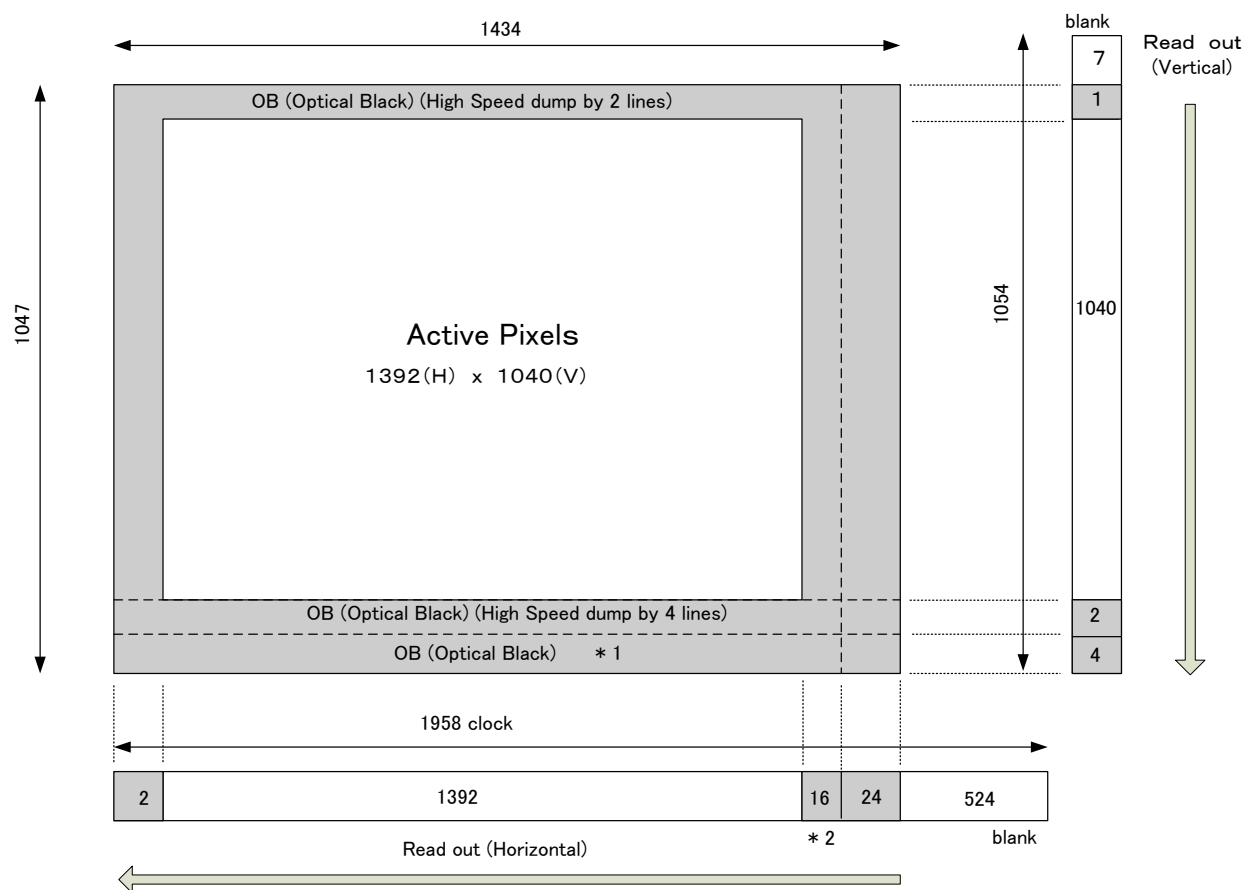 1434
blank
7
Read out
(Vertical)
OB (Optical Black) (High Speed dump by 2 lines)
1
1047
1054
1040
Active Pixels
1392(H) x 1040(V)
OB (Optical Black) (High Speed dump by 4 lines)
2
OB (Optical Black) *1
4
1958 clock
2
1392
16
24
524
*2
blank
Read out (Horizontal)